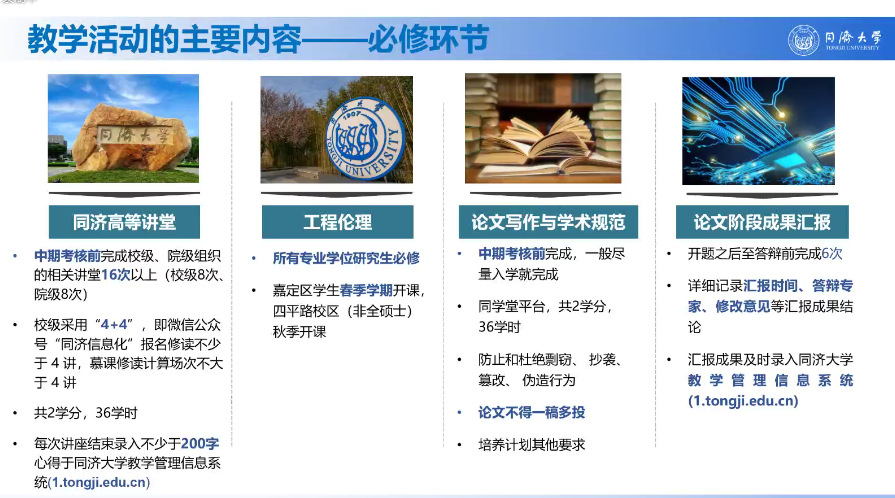 教学活动的主要内容——必修环节
同济大学
TONGJI UNIVERSITY
同济大学
同济大学
1907
TONGJI UNIVERSITY
同济高等讲堂
• 中期考核前完成校级、院级组织
的相关讲堂16次以上（校级8次、
院级8次）
• 校级采用“4+4”，即微信公众
号“同济信息化”报名修读不少
于 4 讲，慕课修读计算场次不大
于 4 讲
• 共2学分，36学时
• 每次讲座结束录入不少于200字
心得于同济大学教学管理信息系
统(1.tongji.edu.cn)
工程伦理
• 所有专业学位研究生必修
• 嘉定区学生春季学期开课，
四平路校区（非全硕士）
秋季开课
论文写作与学术规范
• 中期考核前完成，一般尽
量入学就完成
• 同学堂平台，共2学分，
36学时
• 防止和杜绝剽窃、 抄袭、
篡改、 伪造行为
• 论文不得一稿多投
• 培养计划其他要求
论文阶段成果汇报
• 开题之后至答辩前完成6次
• 详细记录汇报时间、答辩专
家、修改意见等汇报成果结
论
• 汇报成果及时录入同济大学
教学管理信息系统
(1.tongji.edu.cn)